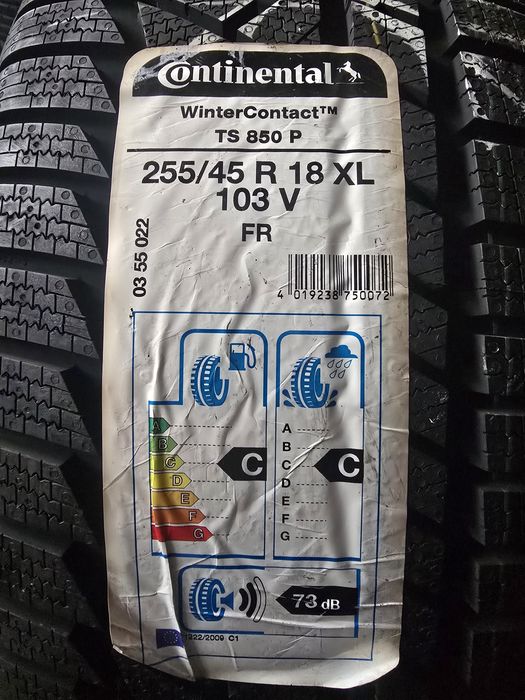 Continental
WinterContact™
TS 850 P
255/45 R 18 XL
103 V
FR
03 55 022
4 019238 750072
A
B
C
D
E
F
G
C
A
B
C
D
E
F
G
C
73 dB
1222/2009 C1